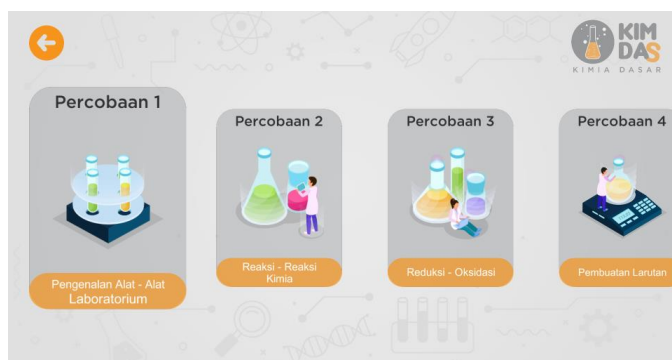 KIM
DAS
KIMIA DASAR
Percobaan 1
Pengenalan Alat - Alat
Laboratorium
Percobaan 2
Reaksi - Reaksi
Kimia
Percobaan 3
Reduksi - Oksidasi
Percobaan 4
Pembuatan Larutan